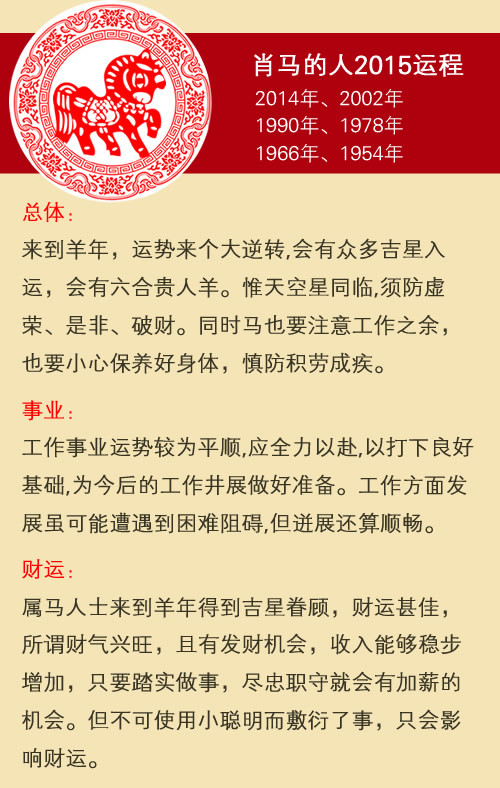 肖马的人2015运程
2014年、2002年
1990年、1978年
1966年、1954年
总体：
来到羊年，运势来个大逆转,会有众多吉星入
运，会有六合贵人羊。惟天空星同临,须防虚
荣、是非、破财。同时马也要注意工作之余，
也要小心保养好身体，慎防积劳成疾。
事业：
工作事业运势较为平顺,应全力以赴,以打下良好
基础,为今后的工作井展做好准备。工作方面发
展虽可能遭遇到困难阻碍,但迸展还算顺畅。
财运：
属马人士来到羊年得到吉星眷顾，财运甚佳，
所谓财气兴旺，且有发财机会，收入能够稳步
增加，只要踏实做事，尽忠职守就会有加薪的
机会。但不可使用小聪明而敷衍了事，只会影
响财运。